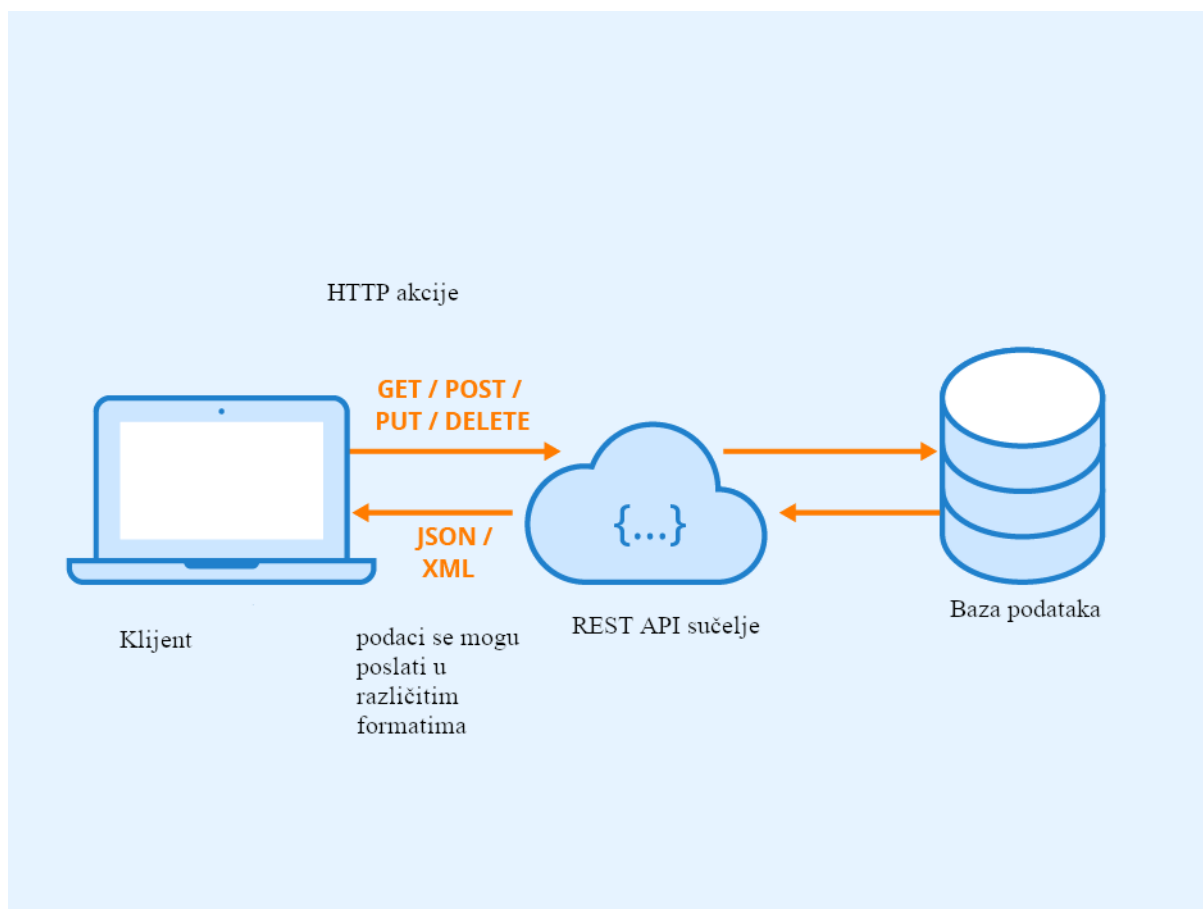 HTTP akcije
GET / POST /
PUT / DELETE
{...}
JSON /
XML
Klijent
podaci se mogu
poslati u
različitim
formatima
REST API sučelje
Baza podataka